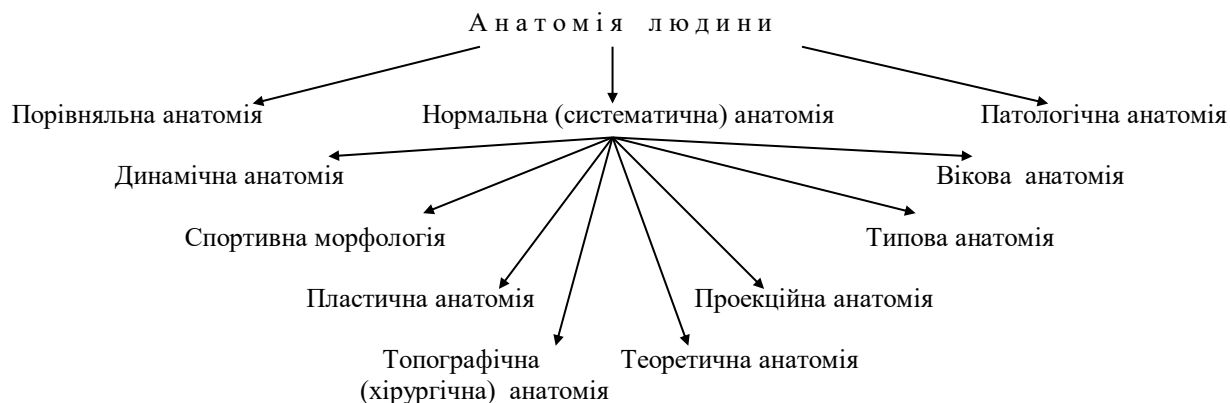 Анатомія людини
Порівняльна анатомія
Нормальна (систематична) анатомія
Патологічна анатомія
Динамічна анатомія
Вікова анатомія
Спортивна морфологія
Типова анатомія
Пластична анатомія
Проекційна анатомія
Топографічна
(хірургічна) анатомія
Теоретична анатомія